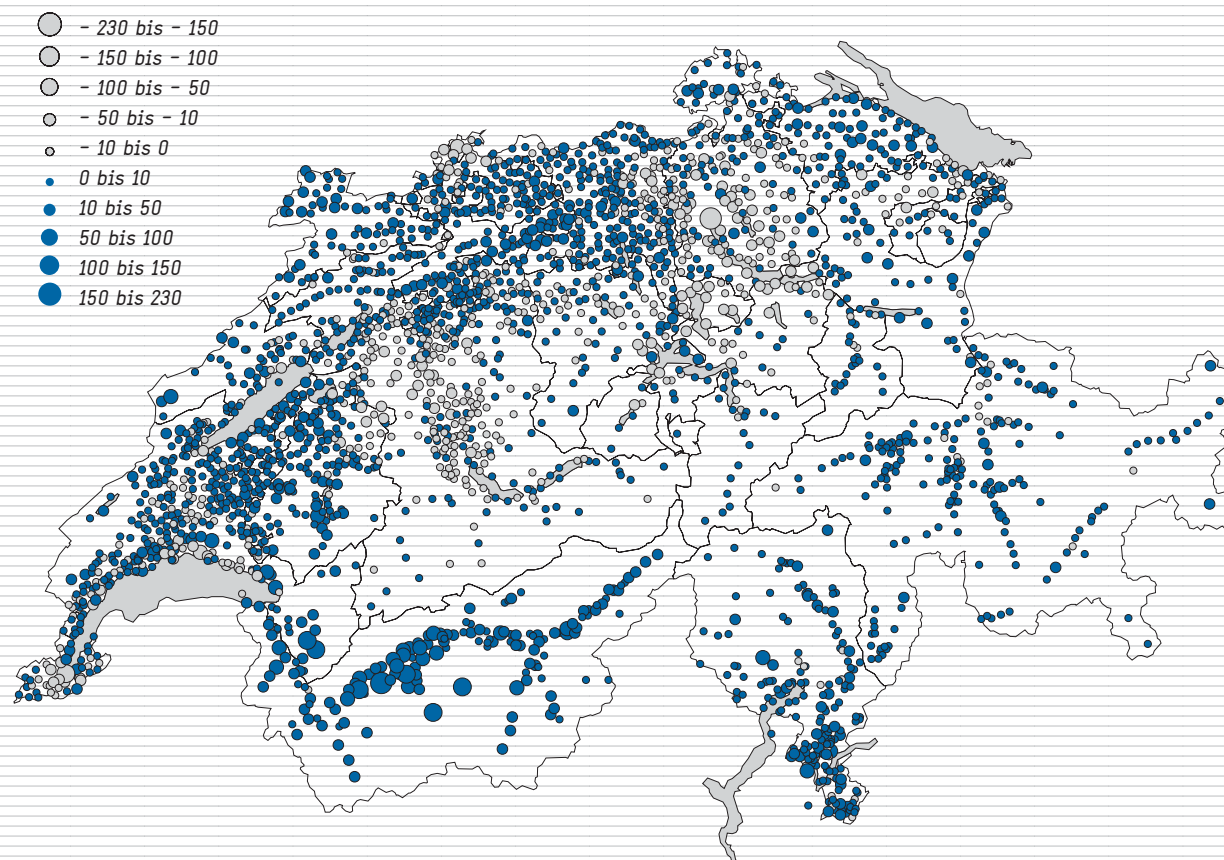 – 230 bis – 150
– 150 bis – 100
– 100 bis – 50
– 50 bis – 10
– 10 bis 0
0 bis 10
10 bis 50
50 bis 100
100 bis 150
150 bis 230